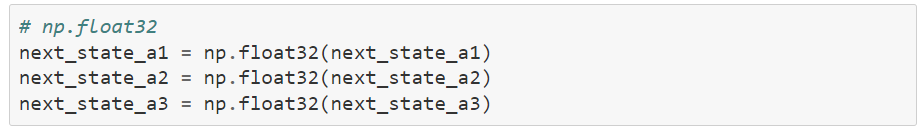 # np.float32
next_state_a1 = np.float32(next_state_a1)
next_state_a2 = np.float32(next_state_a2)
next_state_a3 = np.float32(next_state_a3)